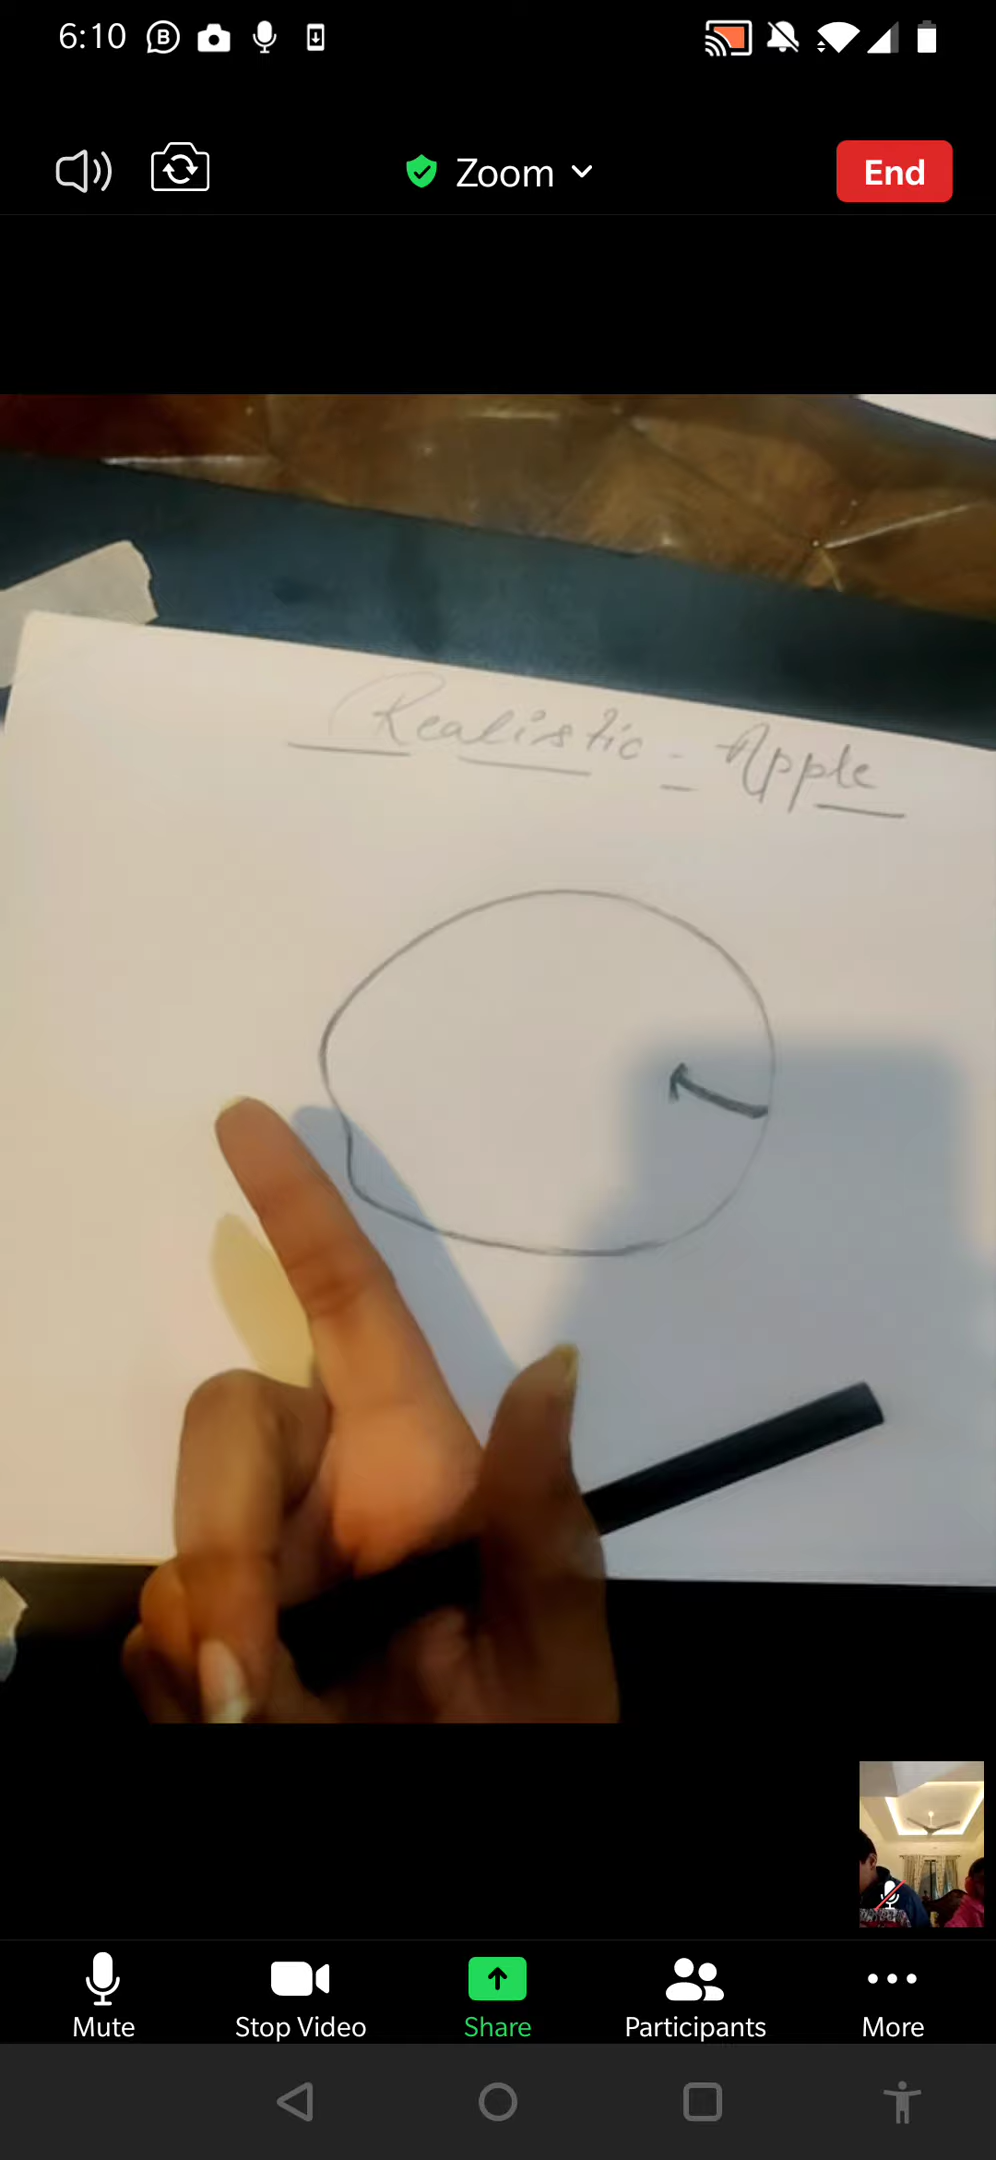 6:10
Zoom
End
Realistic - Apple
Mute
Stop Video
Share
Participants
More